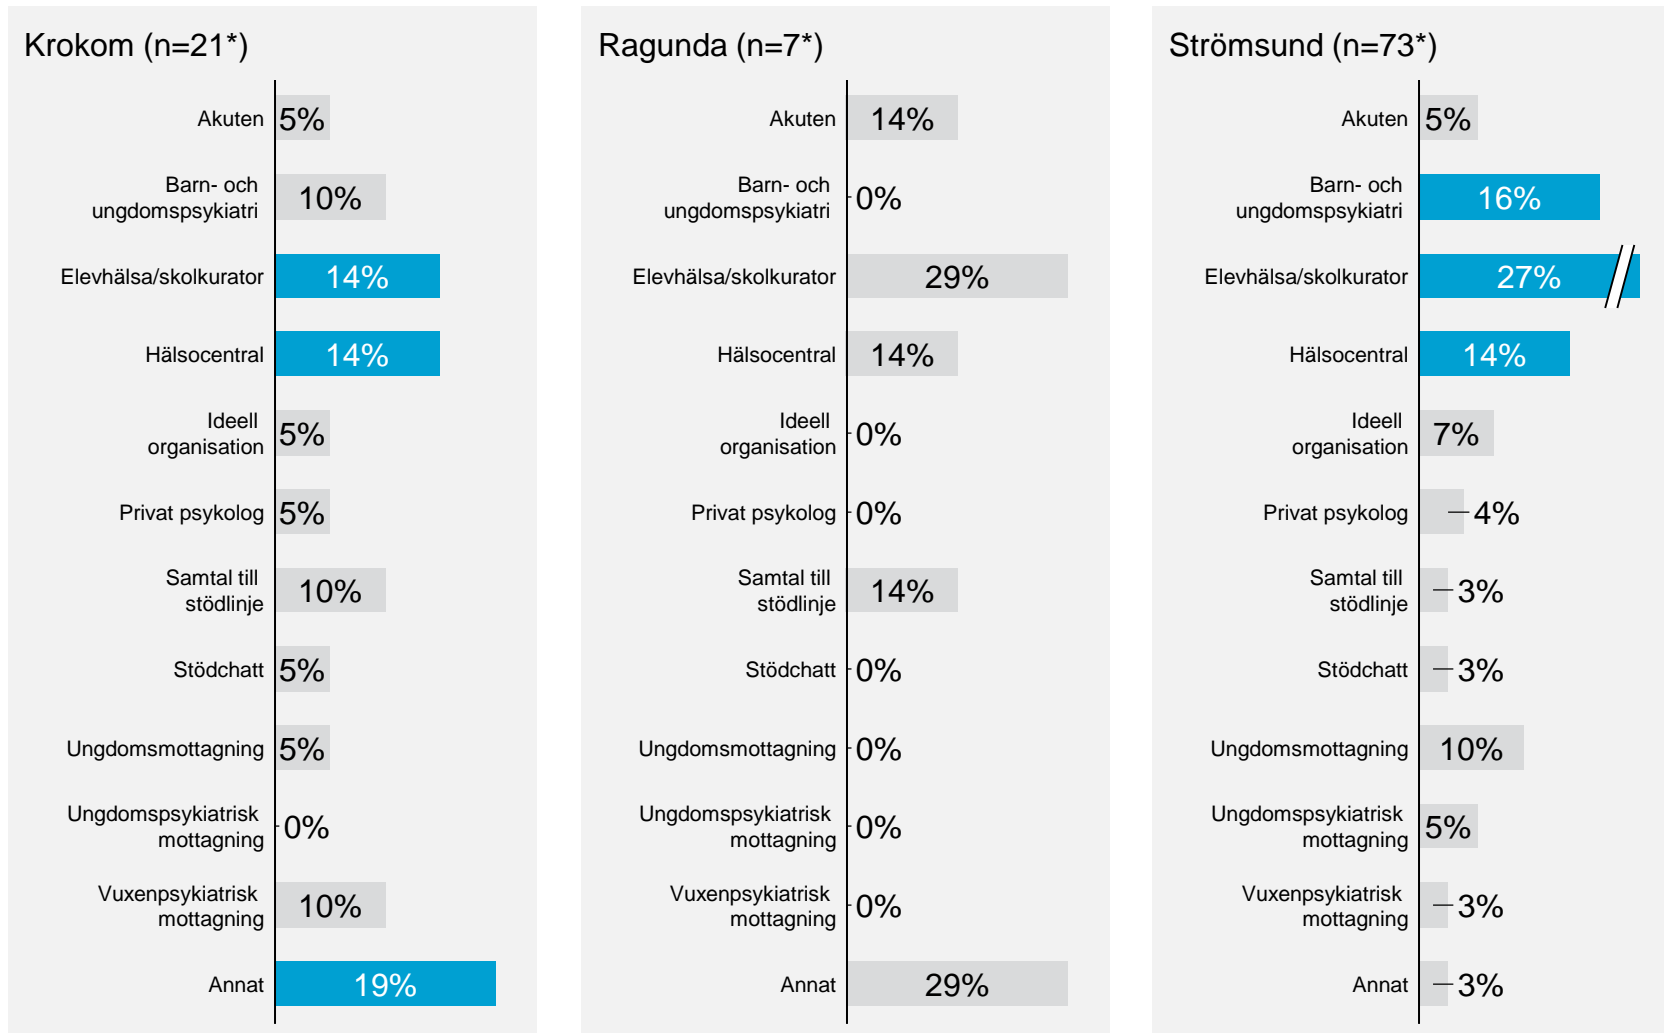 Krokom (n=21*)
Akuten 5%
Barn- och
ungdomspsykiatri 10%
Elevhälsa/skolkurator 14%
Hälsocentral 14%
Ideell
organisation 5%
Privat psykolog 5%
Samtal till
stödlinje 10%
Stödchatt 5%
Ungdomsmottagning 5%
Ungdomspsykiatrisk
mottagning 0%
Vuxenpsykiatrisk
mottagning 10%
Annat 19%
Ragunda (n=7*)
Akuten 14%
Barn- och
ungdomspsykiatri 0%
Elevhälsa/skolkurator 29%
Hälsocentral 14%
Ideell
organisation 0%
Privat psykolog 0%
Samtal till
stödlinje 14%
Stödchatt 0%
Ungdomsmottagning 0%
Ungdomspsykiatrisk
mottagning 0%
Vuxenpsykiatrisk
mottagning 0%
Annat 29%
Strömsund (n=73*)
Akuten 5%
Barn- och
ungdomspsykiatri 16%
Elevhälsa/skolkurator 27%
Hälsocentral 14%
Ideell
organisation 7%
Privat psykolog 4%
Samtal till
stödlinje 3%
Stödchatt 3%
Ungdomsmottagning 10%
Ungdomspsykiatrisk
mottagning 5%
Vuxenpsykiatrisk
mottagning 3%
Annat 3%